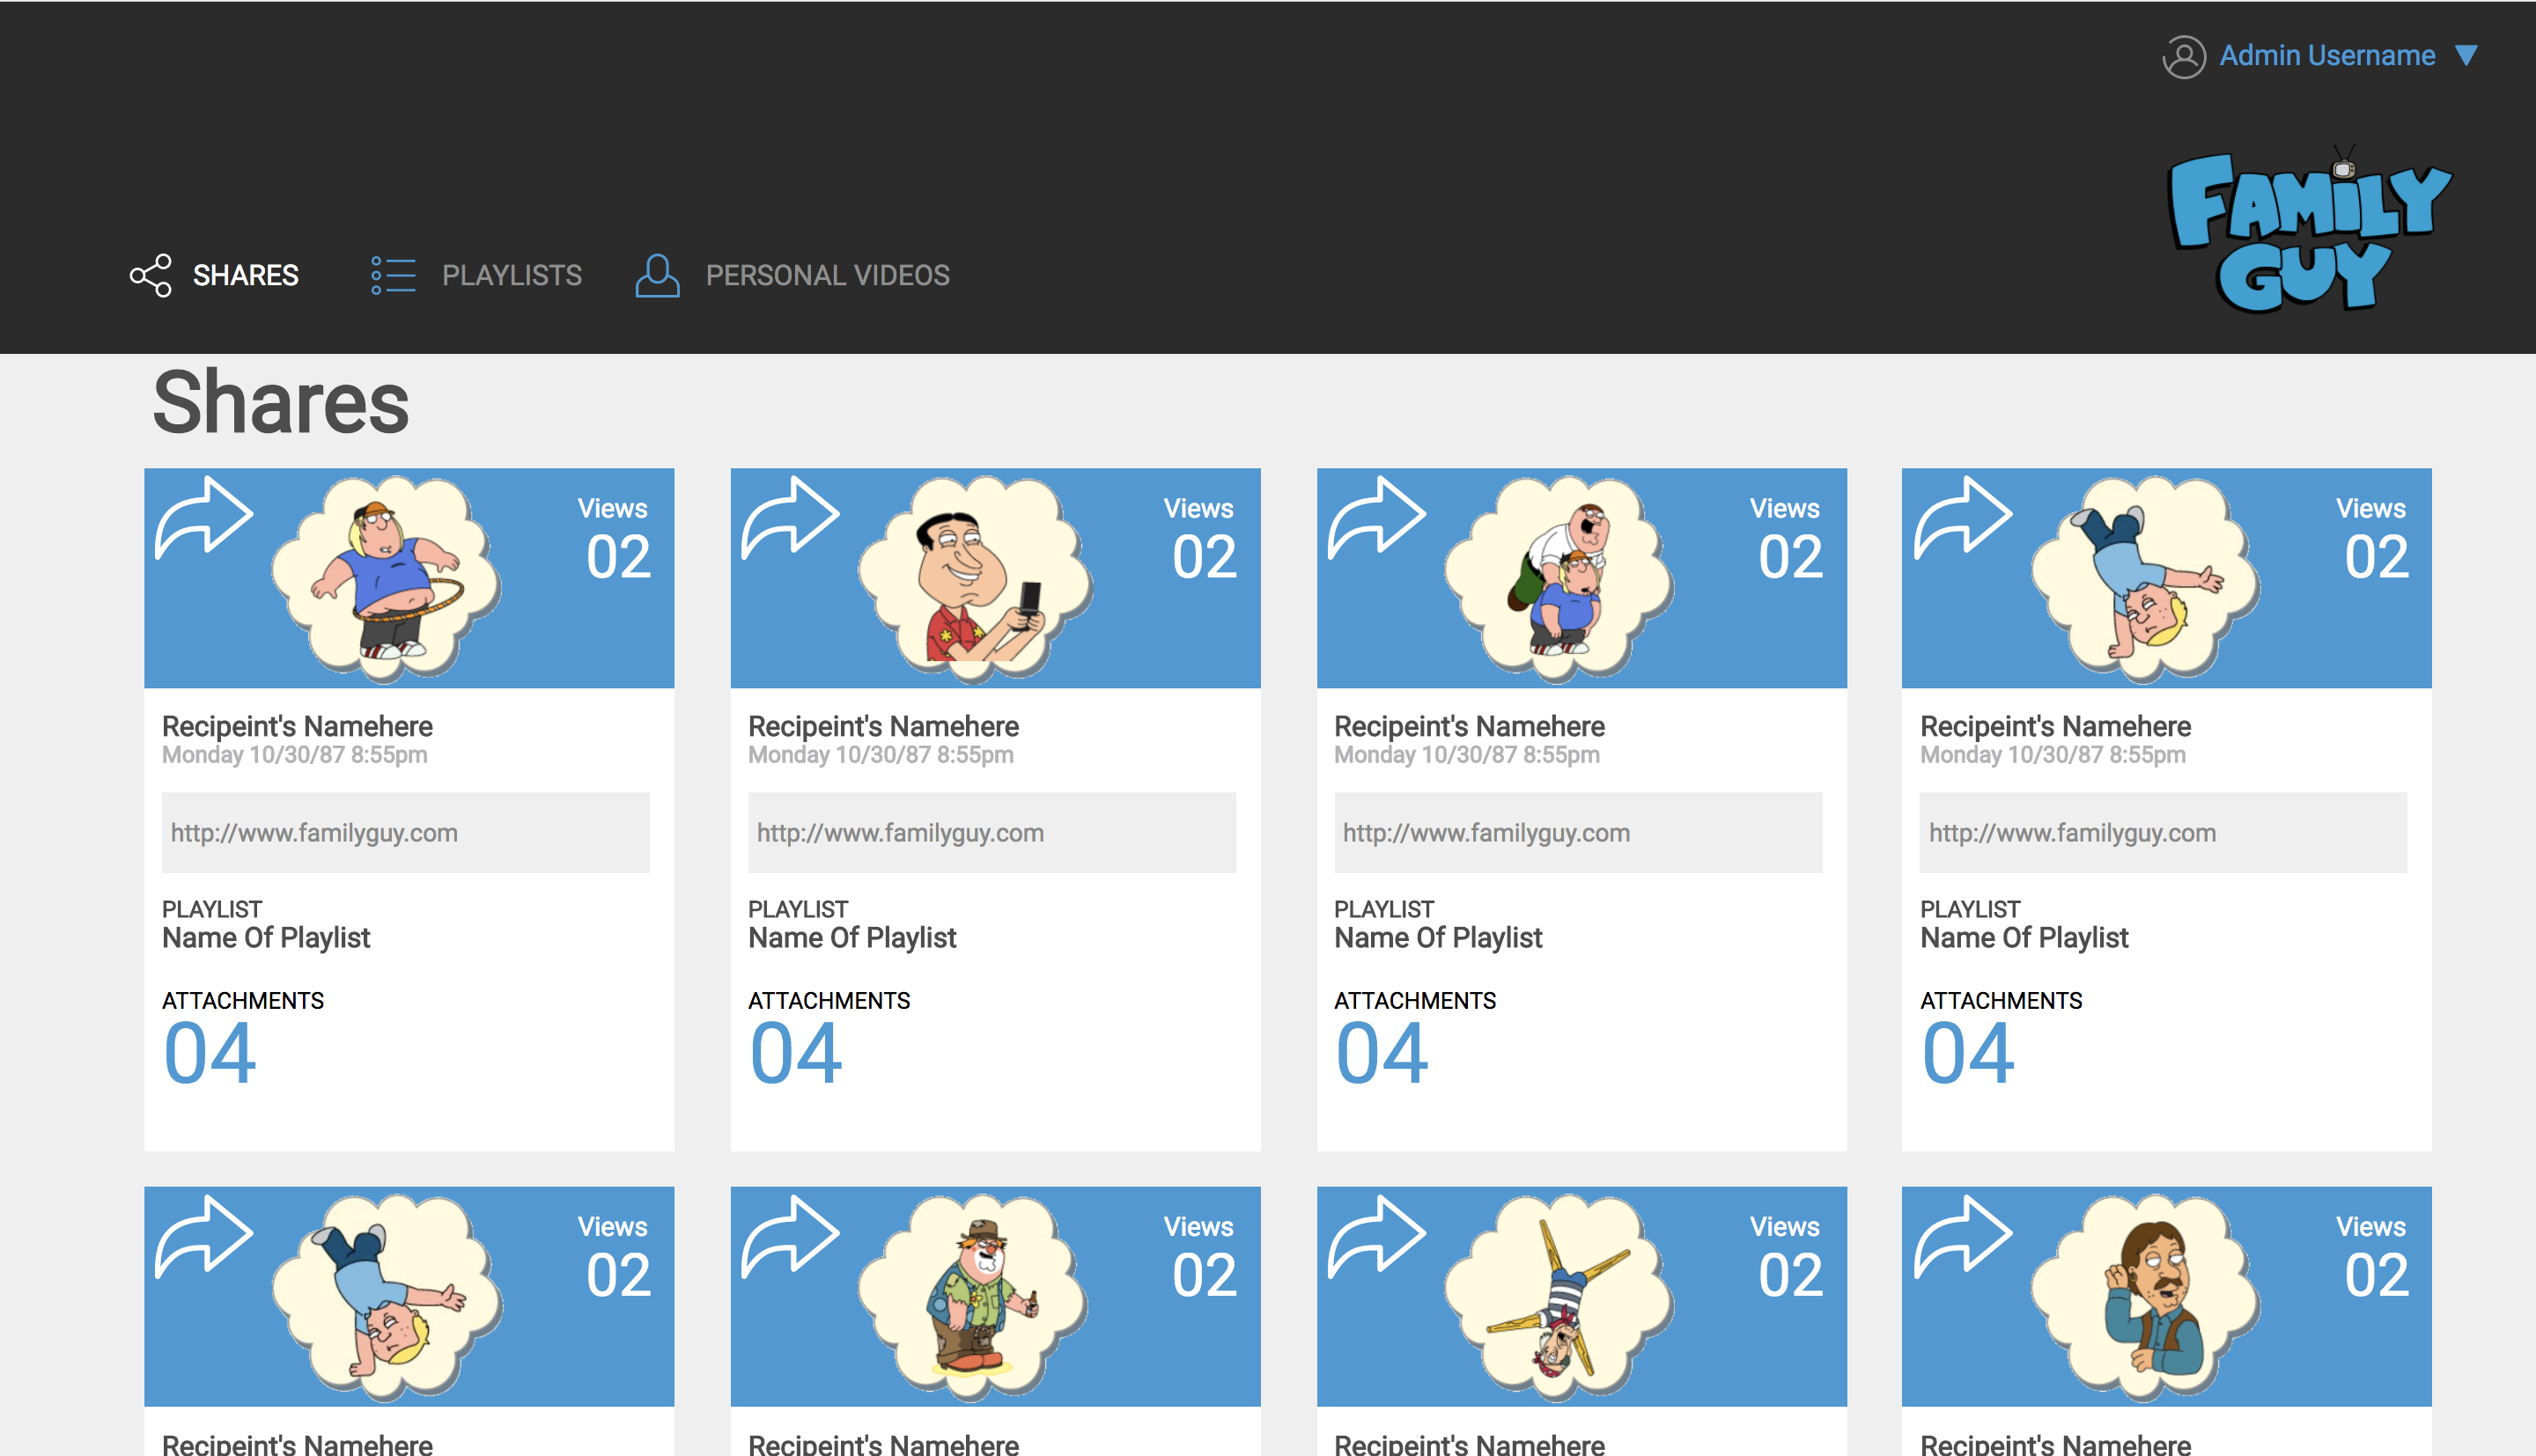 Admin Username
FAMILY
GUY
SHARES PLAYLISTS PERSONAL VIDEOS
Shares
Views
02
Recipeint's Namehere
Monday 10/30/87 8:55pm
http://www.familyguy.com
PLAYLIST
Name Of Playlist
ATTACHMENTS
04
Views
02
Recipeint's Namehere
Monday 10/30/87 8:55pm
http://www.familyguy.com
PLAYLIST
Name Of Playlist
ATTACHMENTS
04
Views
02
Recipeint's Namehere
Monday 10/30/87 8:55pm
http://www.familyguy.com
PLAYLIST
Name Of Playlist
ATTACHMENTS
04
Views
02
Recipeint's Namehere
Monday 10/30/87 8:55pm
http://www.familyguy.com
PLAYLIST
Name Of Playlist
ATTACHMENTS
04
Views
02
Recipeint's Namehere
Views
02
Recipeint's Namehere
Views
02
Recipeint's Namehere
Views
02
Recipeint's Namehere